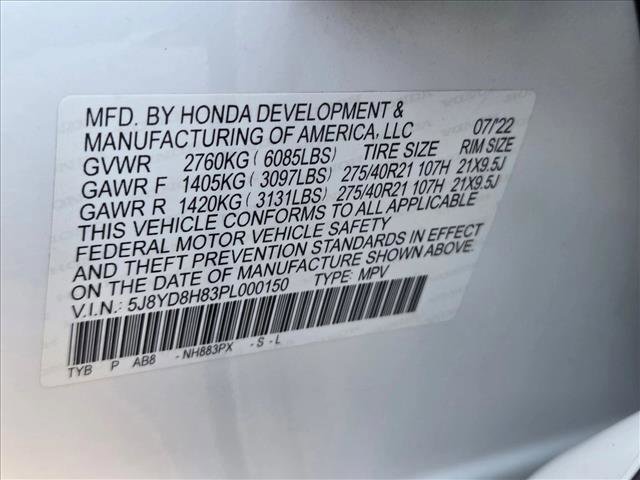 MFD. BY HONDA DEVELOPMENT &
MANUFACTURING OF AMERICA, LLC 07/22
GVWR 2760KG ( 6085LBS) TIRE SIZE RIM SIZE
GAWR F 1405KG ( 3097LBS) 275/40R21 107H 21X9.5J
GAWR R 1420KG ( 3131LBS) 275/40R21 107H 21X9.5J
THIS VEHICLE CONFORMS TO ALL APPLICABLE
FEDERAL MOTOR VEHICLE SAFETY
AND THEFT PREVENTION STANDARDS IN EFFECT
ON THE DATE OF MANUFACTURE SHOWN ABOVE.
V.I.N.: 5J8YD8H83PL000150 TYPE: MPV
TYB P AB8 -NH883PX -S-L